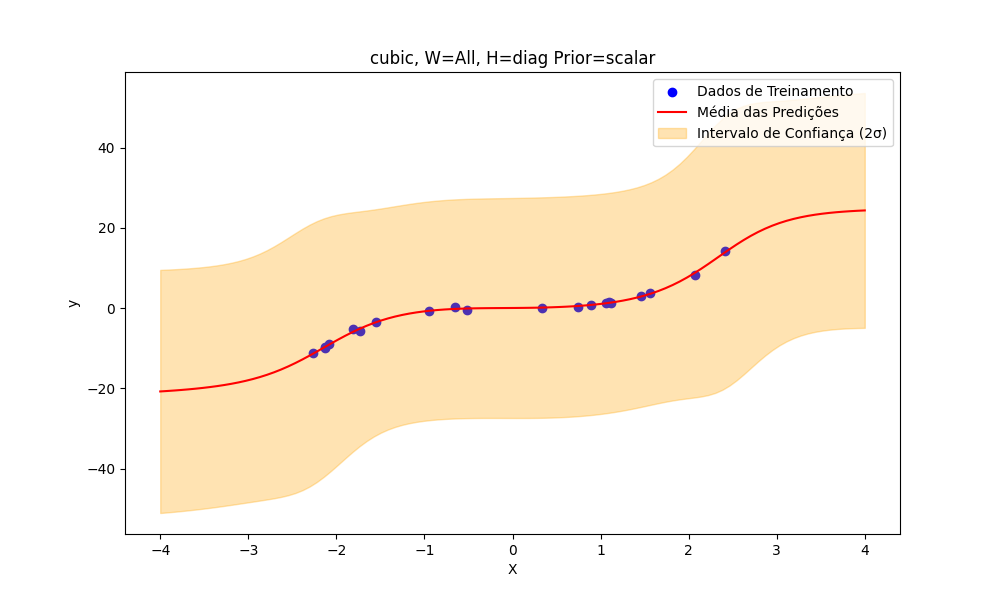 cubic, W=All, H=diag Prior=scalar
Dados de Treinamento
Média das Predições
Intervalo de Confiança (2σ)
40
20
0
−20
−40
y
−4
−3
−2
−1
0
1
2
3
4
X